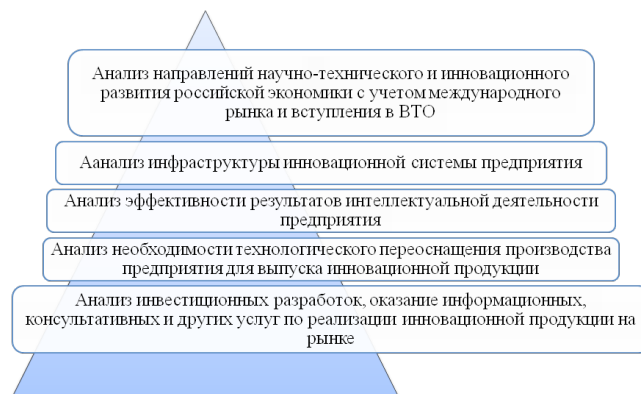 Анализ направлений научно-технического и инновационного
развития российской экономики с учетом международного
рынка и вступления в ВТО
Аанализ инфраструктуры инновационной системы предприятия
Анализ эффективности результатов интеллектуальной деятельности
предприятия
Анализ необходимости технологического переоснащения производства
предприятия для выпуска инновационной продукции
Анализ инвестиционных разработок, оказание информационных,
консультативных и других услуг по реализации инновационной продукции на
рынке